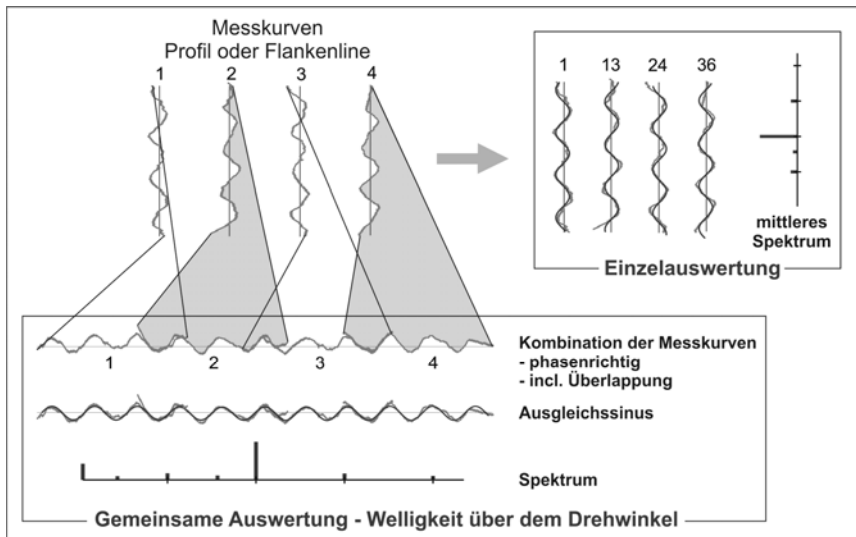 Messkurven
Profil oder Flankenline
1 2 3 4
1 13 24 36
mittleres
Spektrum
Einzelauswertung
Kombination der Messkurven
- phasenrichtig
- incl. Überlappung
1 2 3 4
Ausgleichssinus
Spektrum
Gemeinsame Auswertung - Welligkeit über dem Drehwinkel